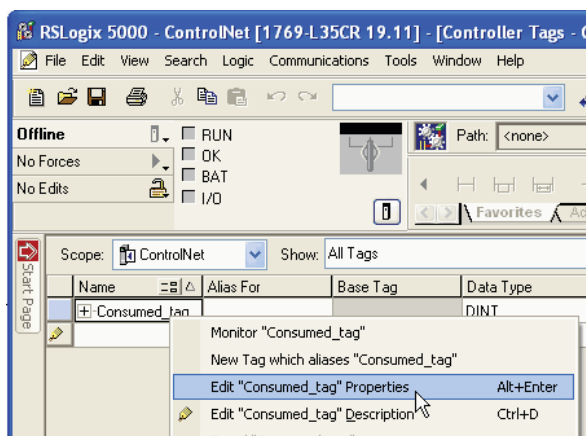 RSLogix 5000 - ControlNet [1769-L35CR 19.11] - [Controller Tags -
File Edit View Search Logic Communications Tools Window Help
Offline
RUN
Path: <none>
No Forces
OK
No Edits
BAT
I/O
Favorites
Start Page
Scope: ControlNet Show: All Tags
Name Alias For Base Tag Data Type
Consumed_tag DINT
Monitor "Consumed_tag"
New Tag which aliases "Consumed_tag"
Edit "Consumed_tag" Properties Alt+Enter
Edit "Consumed_tag" Description Ctrl+D